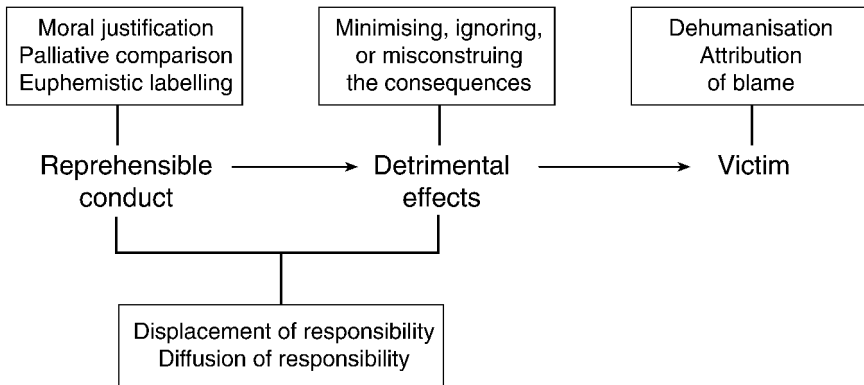 Moral justification
Palliative comparison
Euphemistic labelling
Minimising, ignoring,
or misconstruing
the consequences
Dehumanisation
Attribution
of blame
Reprehensible
conduct
Detrimental
effects
Victim
Displacement of responsibility
Diffusion of responsibility